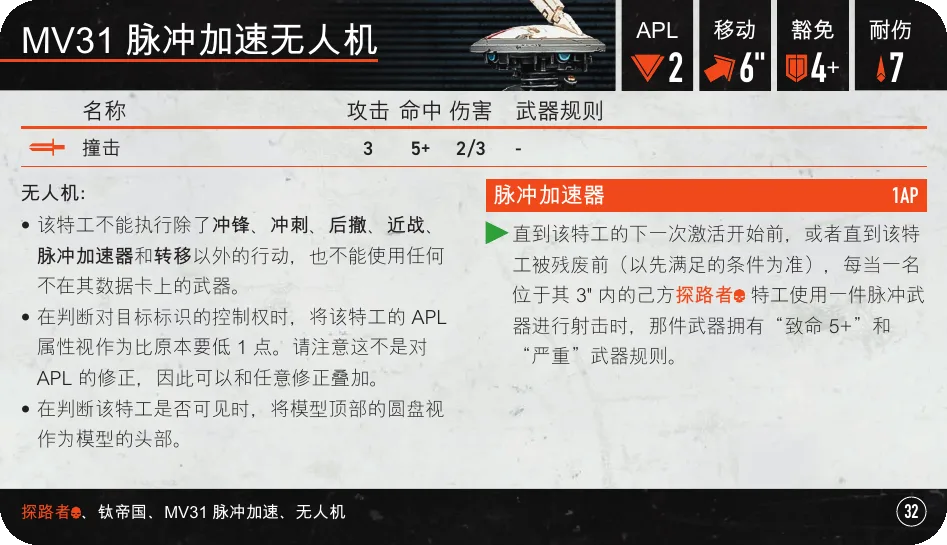 MV31 脉冲加速无人机
APL 移动 豁免 耐伤
2 6" 4+ 7
名称 攻击 命中 伤害 武器规则
撞击 3 5+ 2/3 -
无人机:
• 该特工不能执行除了冲锋、冲刺、后撤、近战、
脉冲加速器和转移以外的行动，也不能使用任何
不在其数据卡上的武器。
• 在判断对目标标识的控制权时，将该特工的 APL
属性视作为比原本要低 1 点。请注意这不是对
APL 的修正，因此可以和任意修正叠加。
• 在判断该特工是否可见时，将模型顶部的圆盘视
作为模型的头部。
脉冲加速器 1AP
直到该特工的下一次激活开始前，或者直到该特
工被残废前（以先满足的条件为准），每当一名
位于其 3" 内的己方探路者 特工使用一件脉冲武
器进行射击时，那件武器拥有“致命 5+”和
“严重”武器规则。
探路者、钛帝国、MV31 脉冲加速、无人机
32